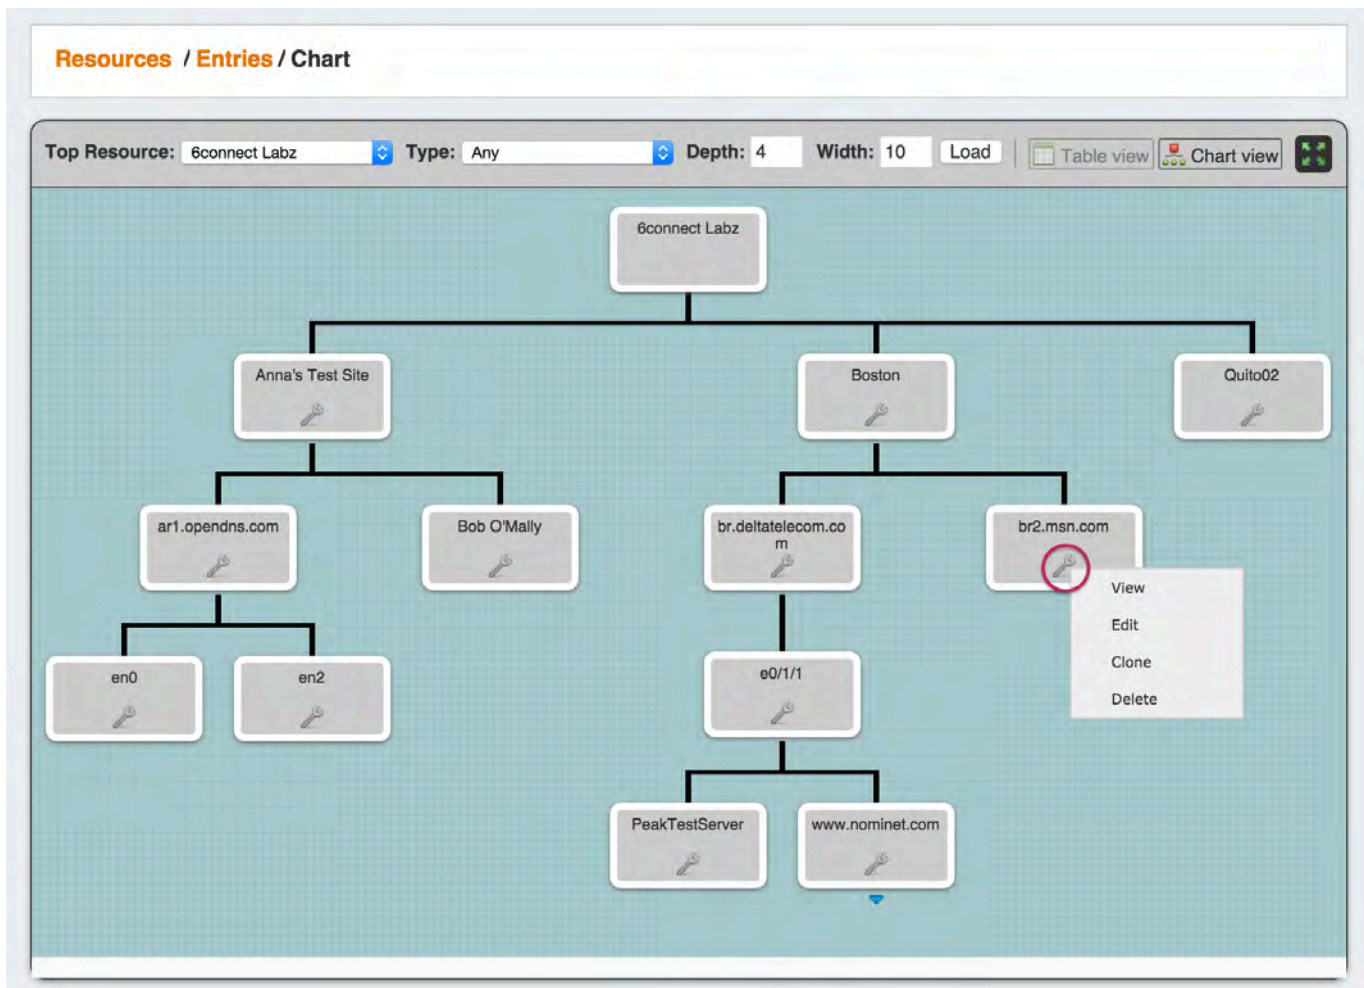 Resources / Entries / Chart
Top Resource: 6connect Labz Type: Any Depth: 4 Width: 10 Load Table view Chart view
6connect Labz
Anna's Test Site Boston Quito02
ar1.opendns.com Bob O'Mally br.deltatelecom.co br2.msn.com
m
View
Edit
Clone
Delete
en0 en2 e0/1/1
PeakTestServer www.nominet.com